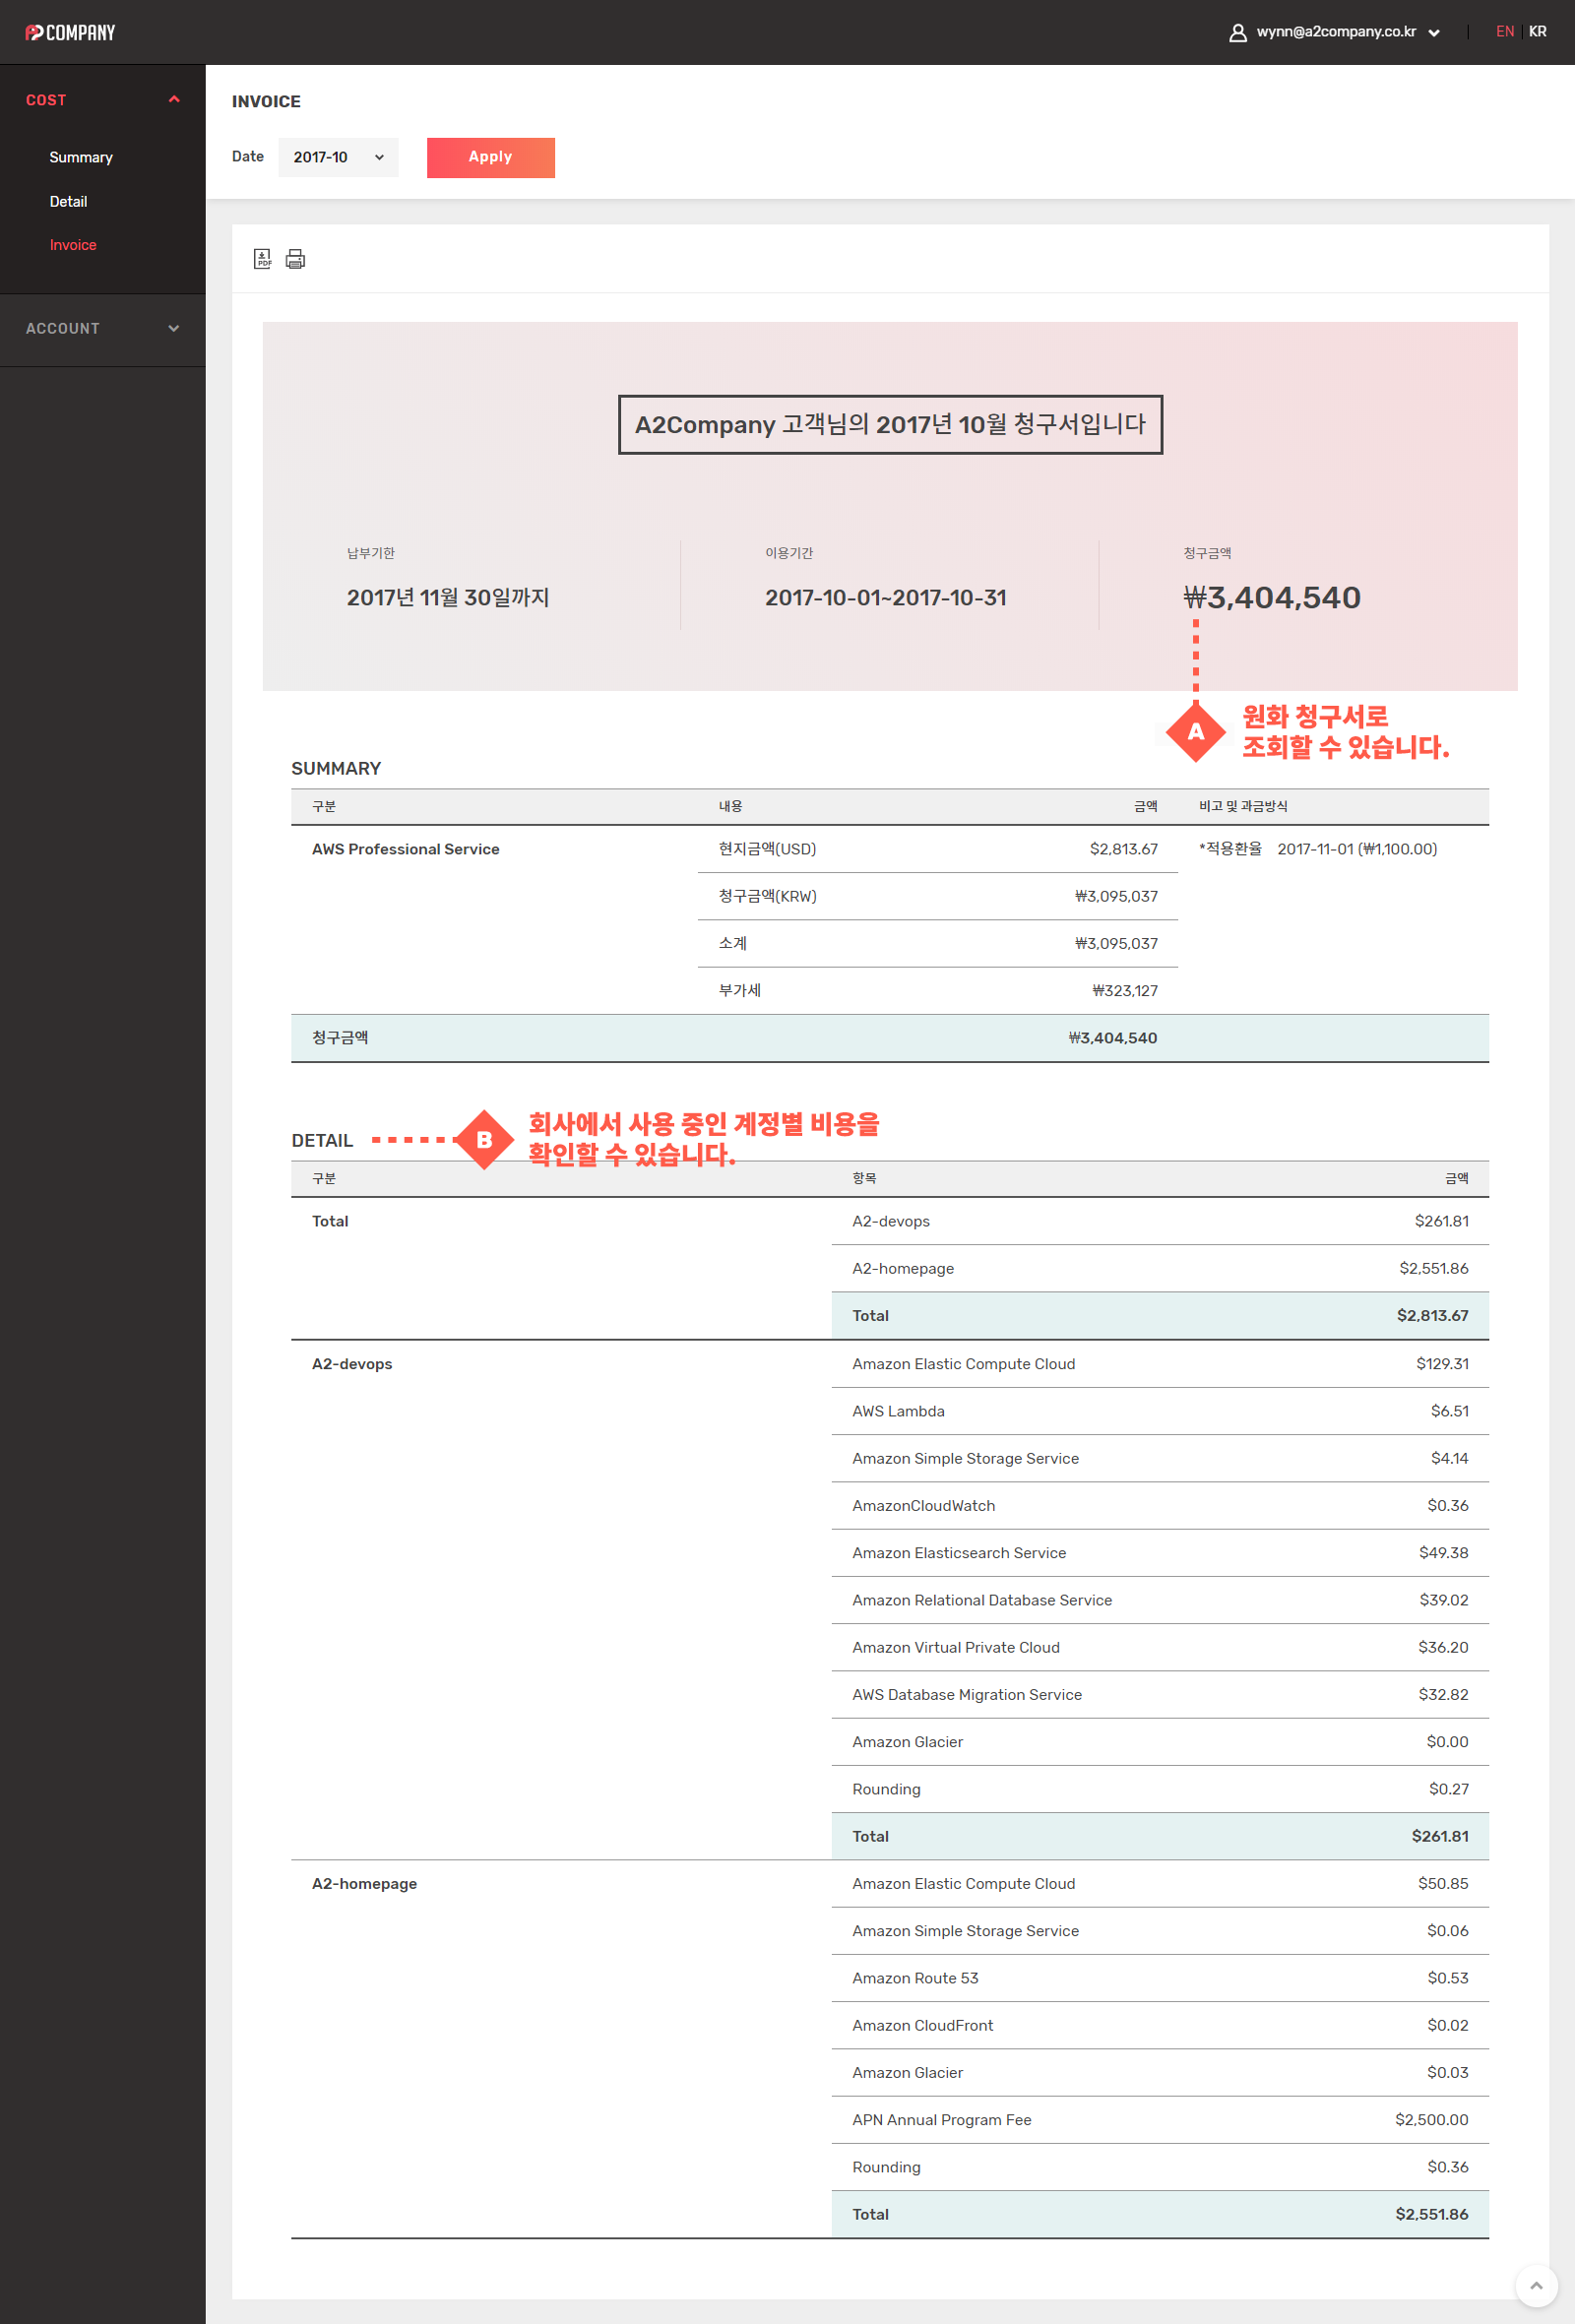 A2 COMPANY
wynn@a2company.co.kr
EN | KR
COST
Summary
Detail
Invoice
ACCOUNT
INVOICE
Date 2017-10 Apply
PDF
A2Company 고객님의 2017년 10월 청구서입니다
납부기한 이용기간 청구금액
2017년 11월 30일까지 2017-10-01~2017-10-31 ₩3,404,540
A
원화 청구서로
조회할 수 있습니다.
SUMMARY
구분 내용 금액 비고 및 과금방식
AWS Professional Service 현지금액(USD) $2,813.67 *적용환율 2017-11-01 (₩1,100.00)
청구금액(KRW) ₩3,095,037
소계 ₩3,095,037
부가세 ₩323,127
청구금액 ₩3,404,540
DETAIL
B
회사에서 사용 중인 계정별 비용을
확인할 수 있습니다.
구분 항목 금액
Total A2-devops $261.81
A2-homepage $2,551.86
Total $2,813.67
A2-devops Amazon Elastic Compute Cloud $129.31
AWS Lambda $6.51
Amazon Simple Storage Service $4.14
AmazonCloudWatch $0.36
Amazon Elasticsearch Service $49.38
Amazon Relational Database Service $39.02
Amazon Virtual Private Cloud $36.20
AWS Database Migration Service $32.82
Amazon Glacier $0.00
Rounding $0.27
Total $261.81
A2-homepage Amazon Elastic Compute Cloud $50.85
Amazon Simple Storage Service $0.06
Amazon Route 53 $0.53
Amazon CloudFront $0.02
Amazon Glacier $0.03
APN Annual Program Fee $2,500.00
Rounding $0.36
Total $2,551.86